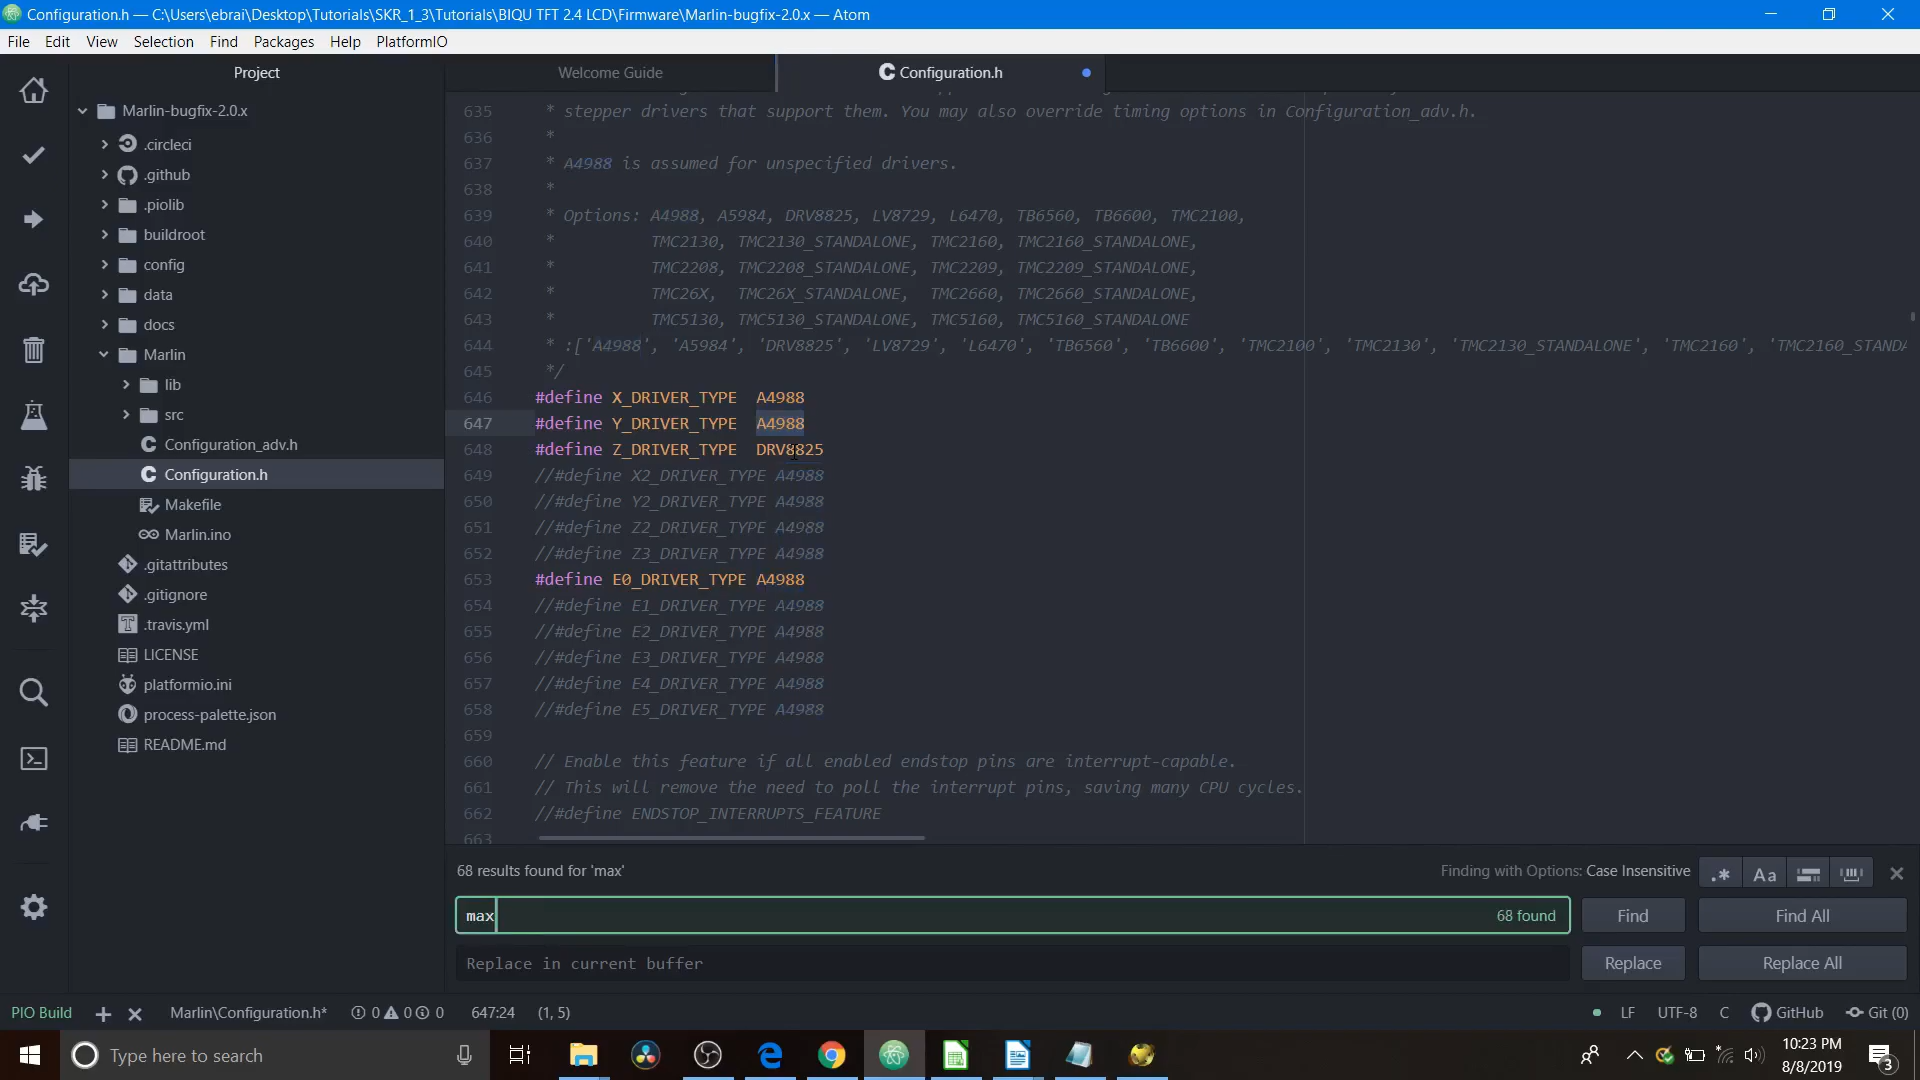 Configuration.h — C:\Users\ebrai\Desktop\Tutorials\SKR_1_3\Tutorials\BIQU TFT 2.4 LCD\Firmware\Marlin-bugfix-2.0.x — Atom
File Edit View Selection Find Packages Help PlatformIO
Project
Welcome Guide
Configuration.h
Marlin-bugfix-2.0.x
.circleci
.github
.piolib
buildroot
config
data
docs
Marlin
lib
src
Configuration_adv.h
Configuration.h
Makefile
Marlin.ino
.gitattributes
.gitignore
.travis.yml
LICENSE
platformio.ini
process-palette.json
README.md
635 * stepper drivers that support them. You may also override timing options in Configuration_adv.h.
636 *
637 * A4988 is assumed for unspecified drivers.
638 *
639 * Options: A4988, A5984, DRV8825, LV8729, L6470, TB6560, TB6600, TMC2100,
640 * TMC2130, TMC2130_STANDALONE, TMC2160, TMC2160_STANDALONE,
641 * TMC2208, TMC2208_STANDALONE, TMC2209, TMC2209_STANDALONE,
642 * TMC26X, TMC26X_STANDALONE, TMC2660, TMC2660_STANDALONE,
643 * TMC5130, TMC5130_STANDALONE, TMC5160, TMC5160_STANDALONE
644 * :['A4988', 'A5984', 'DRV8825', 'LV8729', 'L6470', 'TB6560', 'TB6600', 'TMC2100', 'TMC2130', 'TMC2130_STANDALONE', 'TMC2160', 'TMC2160_STANDA
645 */
646 #define X_DRIVER_TYPE A4988
647 #define Y_DRIVER_TYPE A4988
648 #define Z_DRIVER_TYPE DRV8825
649 //#define X2_DRIVER_TYPE A4988
650 //#define Y2_DRIVER_TYPE A4988
651 //#define Z2_DRIVER_TYPE A4988
652 //#define Z3_DRIVER_TYPE A4988
653 #define E0_DRIVER_TYPE A4988
654 //#define E1_DRIVER_TYPE A4988
655 //#define E2_DRIVER_TYPE A4988
656 //#define E3_DRIVER_TYPE A4988
657 //#define E4_DRIVER_TYPE A4988
658 //#define E5_DRIVER_TYPE A4988
659
660 // Enable this feature if all enabled endstop pins are interrupt-capable.
661 // This will remove the need to poll the interrupt pins, saving many CPU cycles.
662 //#define ENDSTOP_INTERRUPTS_FEATURE
663
68 results found for 'max'
Finding with Options: Case Insensitive
.* Aa
max
68 found
Find
Find All
Replace in current buffer
Replace
Replace All
PIO Build + × Marlin\Configuration.h* 0 0 0 647:24 (1, 5)
LF UTF-8 C GitHub Git (0)
Type here to search
10:23 PM
8/8/2019
3